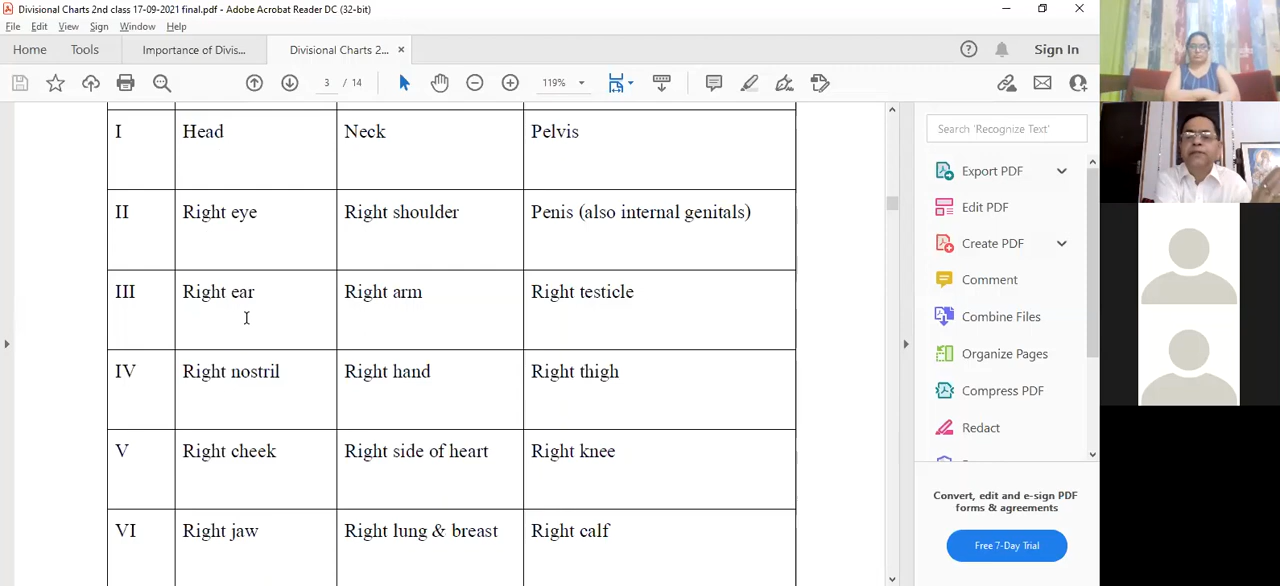 Divisional Charts 2nd class 17-09-2021 final.pdf - Adobe Acrobat Reader DC (32-bit)
File Edit View Sign Window Help
Home Tools Importance of Divis... Divisional Charts 2... × Sign In
3 / 14 119%
I Head Neck Pelvis
II Right eye Right shoulder Penis (also internal genitals)
III Right ear Right arm Right testicle
IV Right nostril Right hand Right thigh
V Right cheek Right side of heart Right knee
VI Right jaw Right lung & breast Right calf
Search 'Recognize Text'
Export PDF
Edit PDF
Create PDF
Comment
Combine Files
Organize Pages
Compress PDF
Redact
Convert, edit and e-sign PDF
forms & agreements
Free 7-Day Trial